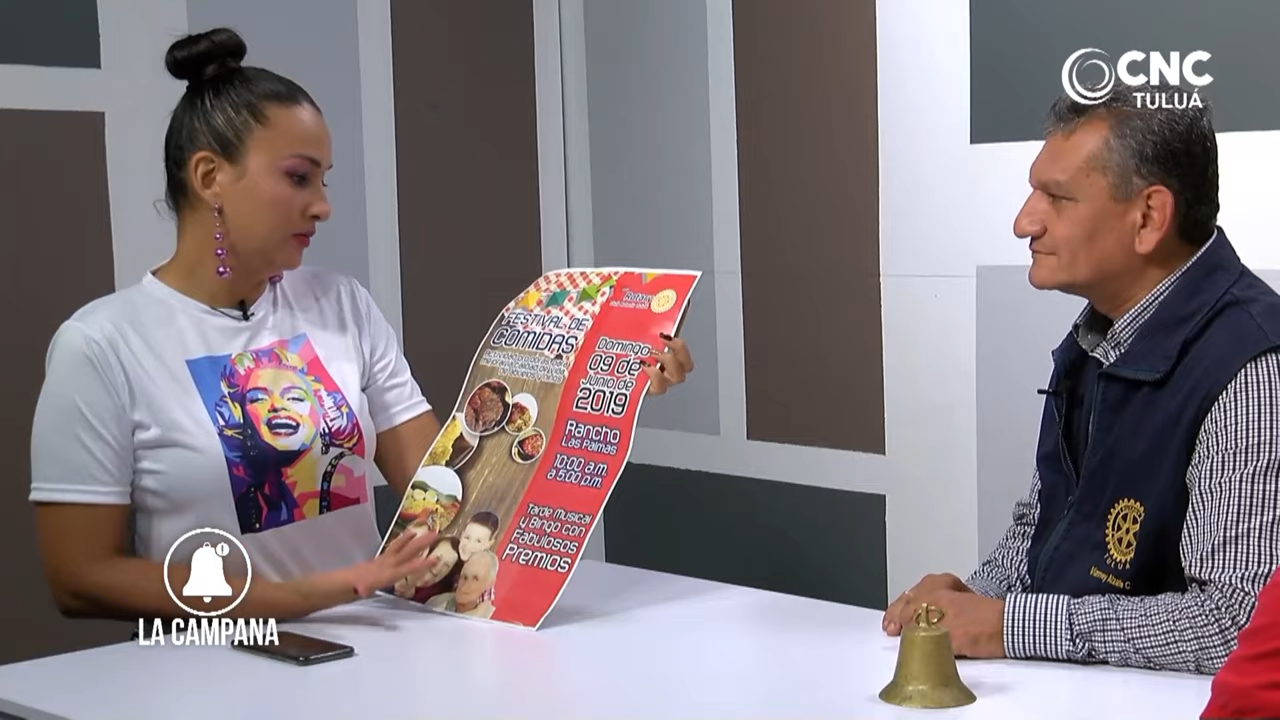 CNC
TULUÁ
Rotary
FESTIVAL DE
COMIDAS
DOMINGO
09 de
Junio de
2019
Rancho
Las Palmas
10:00 a.m.
a 5:00 p.m.
Tarde Musical
y Bingo con
Fabulosos
Premios
TULUÁ
LA CAMPANA